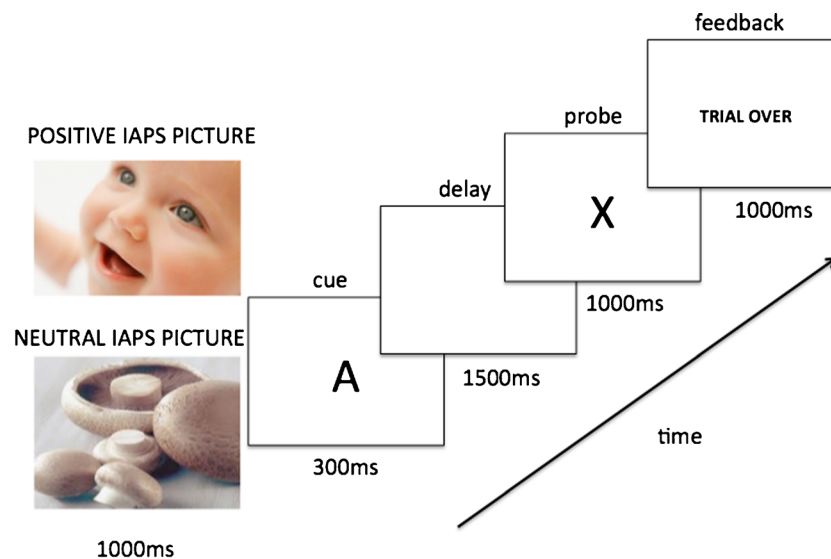 feedback
TRIAL OVER
1000ms
probe
X
1000ms
delay
1500ms
cue
A
300ms
POSITIVE IAPS PICTURE
NEUTRAL IAPS PICTURE
1000ms
time